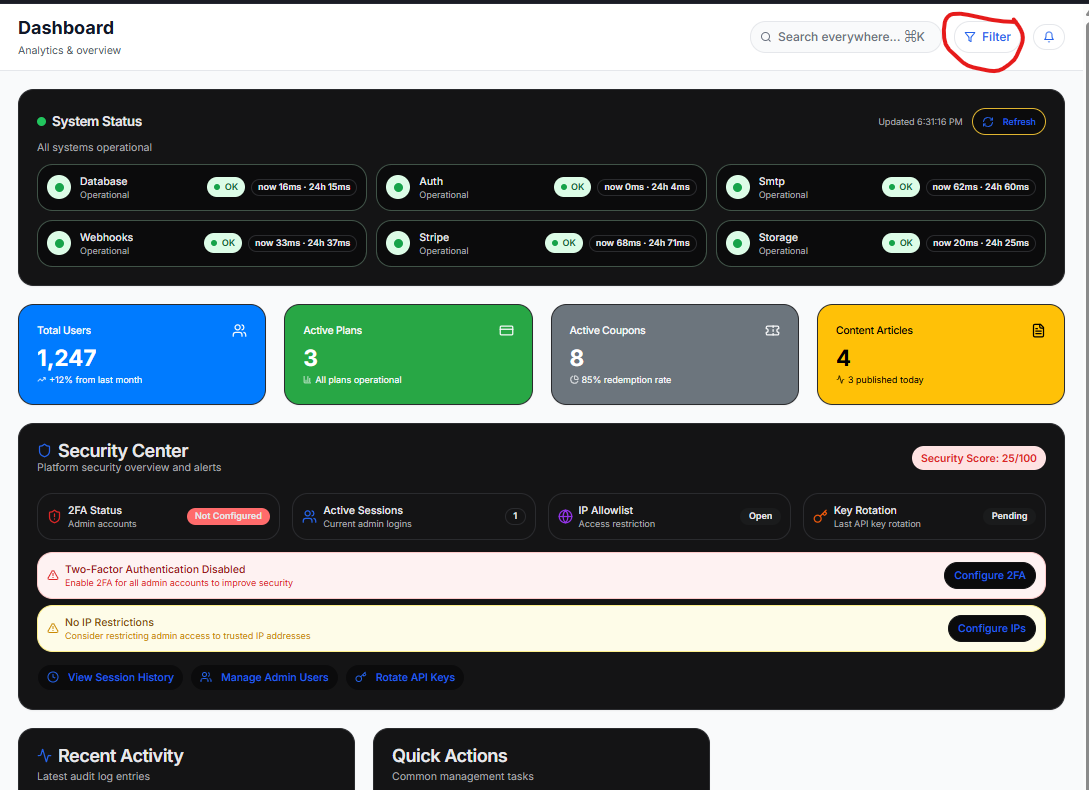 Dashboard
Analytics & overview
Search everywhere... ⌘K
Filter
System Status
Updated 6:31:16 PM
Refresh
All systems operational
Database
Operational
OK
now 16ms · 24h 15ms
Auth
Operational
OK
now 0ms · 24h 4ms
Smtp
Operational
OK
now 62ms · 24h 60ms
Webhooks
Operational
OK
now 33ms · 24h 37ms
Stripe
Operational
OK
now 68ms · 24h 71ms
Storage
Operational
OK
now 20ms · 24h 25ms
Total Users
1,247
+12% from last month
Active Plans
3
All plans operational
Active Coupons
8
85% redemption rate
Content Articles
4
3 published today
Security Center
Platform security overview and alerts
Security Score: 25/100
2FA Status
Admin accounts
Not Configured
Active Sessions
Current admin logins
1
IP Allowlist
Access restriction
Open
Key Rotation
Last API key rotation
Pending
Two-Factor Authentication Disabled
Enable 2FA for all admin accounts to improve security
Configure 2FA
No IP Restrictions
Consider restricting admin access to trusted IP addresses
Configure IPs
View Session History
Manage Admin Users
Rotate API Keys
Recent Activity
Latest audit log entries
Quick Actions
Common management tasks